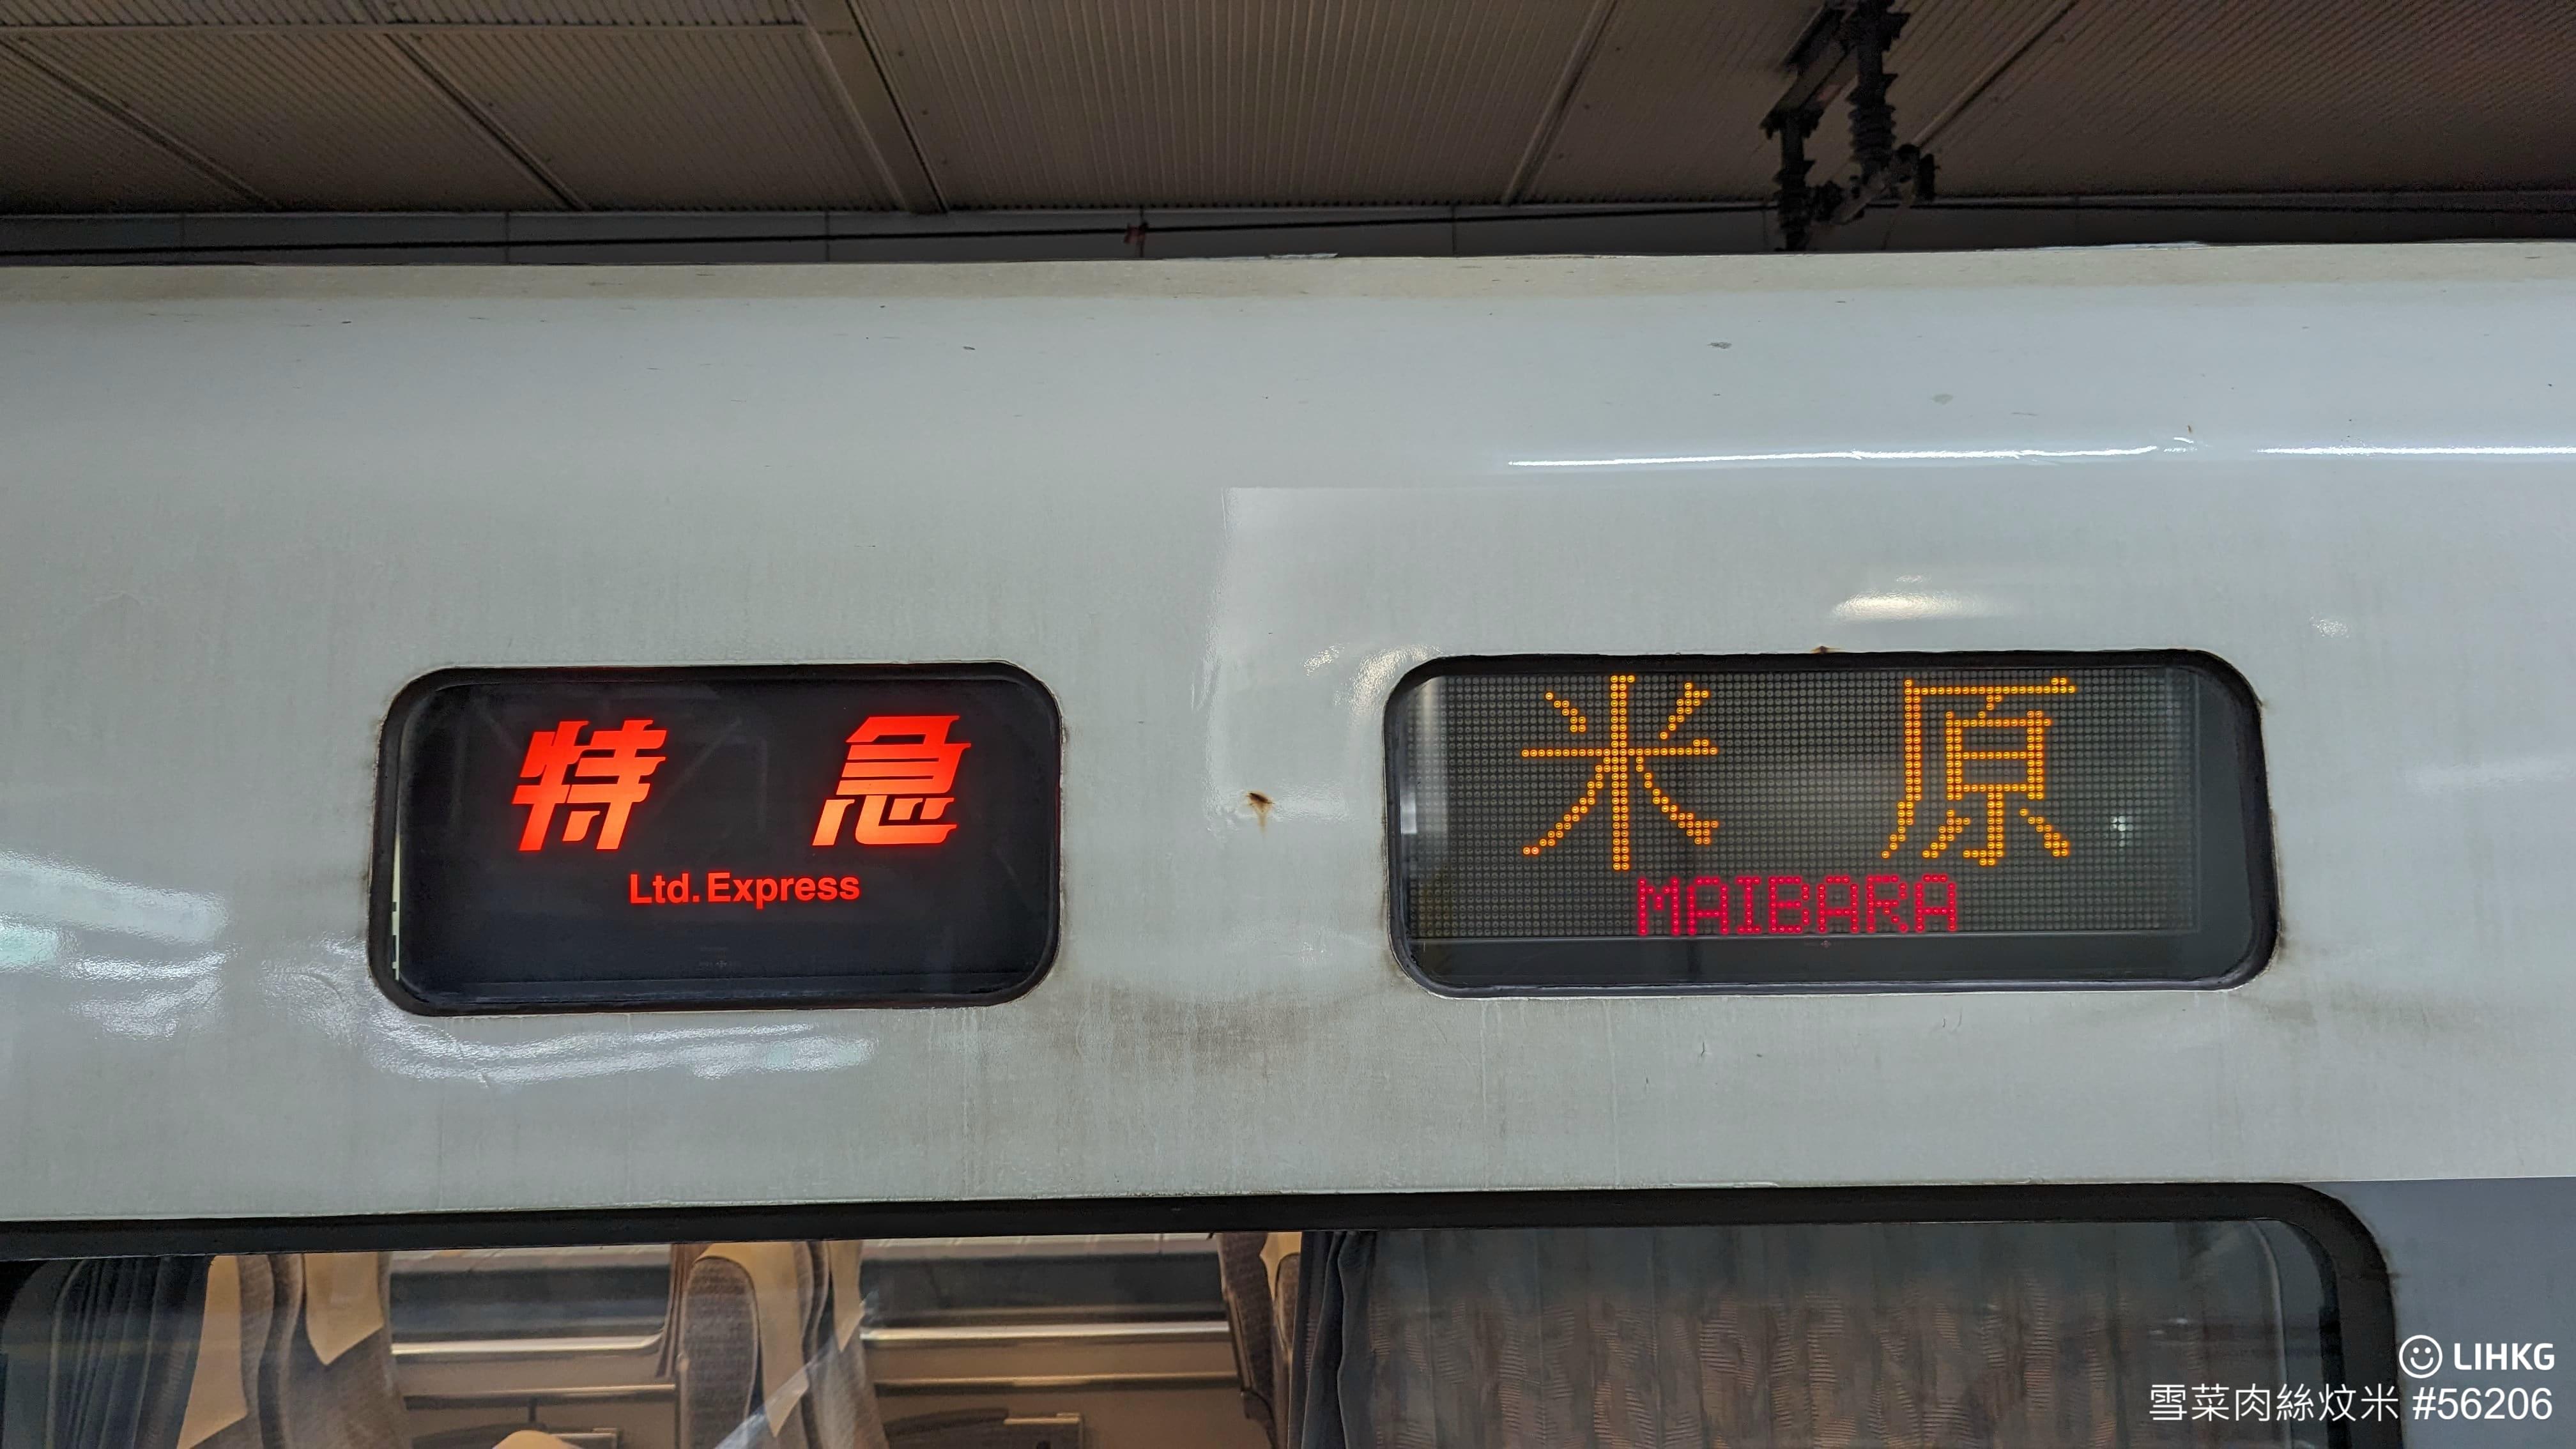 特急
Ltd. Express
米原
MAIBARA
LIHKG
雪菜肉絲炆米 #56206